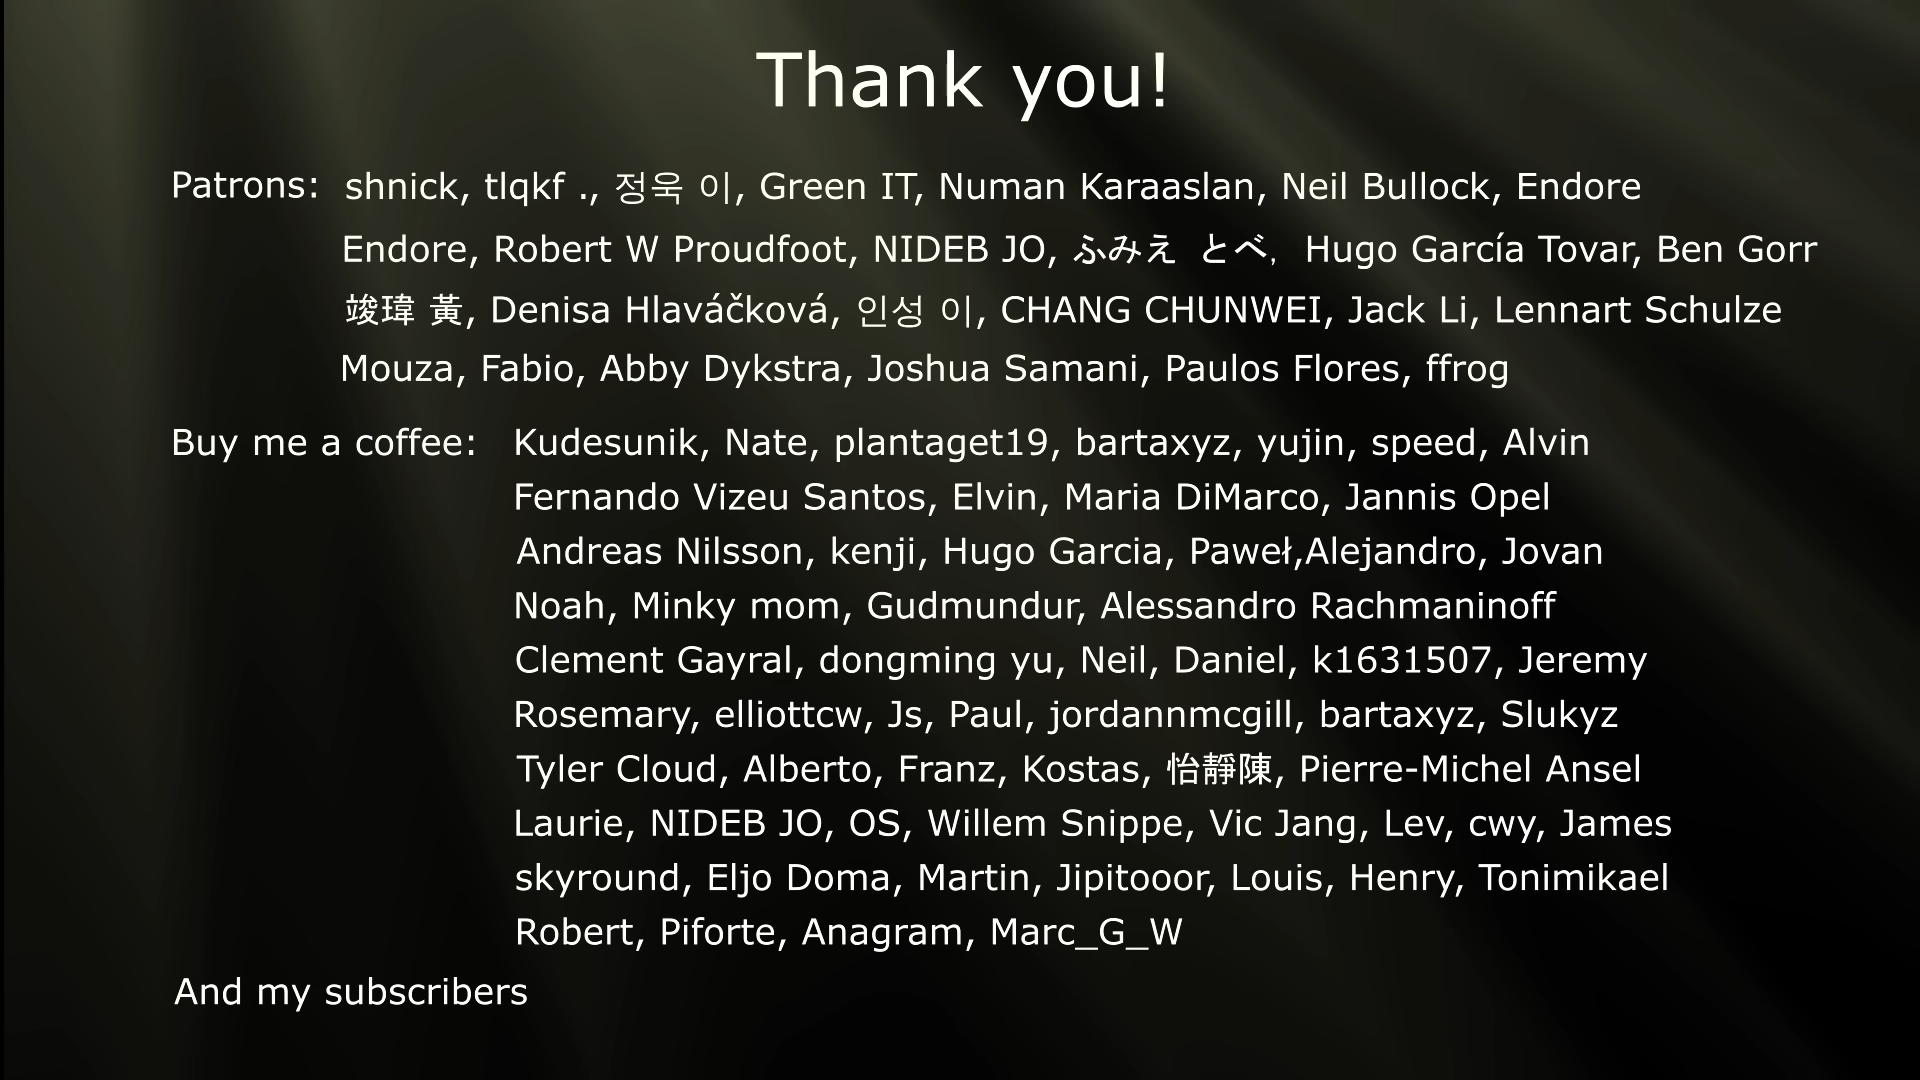 Thank you!
Patrons: shnick, tlqkf ., 정욱 이, Green IT, Numan Karaaslan, Neil Bullock, Endore
Endore, Robert W Proudfoot, NIDEB JO, ふみえ とべ, Hugo García Tovar, Ben Gorr
竣瑋 黃, Denisa Hlaváčková, 인성 이, CHANG CHUNWEI, Jack Li, Lennart Schulze
Mouza, Fabio, Abby Dykstra, Joshua Samani, Paulos Flores, ffrog
Buy me a coffee: Kudesunik, Nate, plantaget19, bartaxyz, yujin, speed, Alvin
Fernando Vizeu Santos, Elvin, Maria DiMarco, Jannis Opel
Andreas Nilsson, kenji, Hugo Garcia, Paweł,Alejandro, Jovan
Noah, Minky mom, Gudmundur, Alessandro Rachmaninoff
Clement Gayral, dongming yu, Neil, Daniel, k1631507, Jeremy
Rosemary, elliottcw, Js, Paul, jordannmcgill, bartaxyz, Slukyz
Tyler Cloud, Alberto, Franz, Kostas, 怡靜陳, Pierre-Michel Ansel
Laurie, NIDEB JO, OS, Willem Snippe, Vic Jang, Lev, cwy, James
skyround, Eljo Doma, Martin, Jipitooor, Louis, Henry, Tonimikael
Robert, Piforte, Anagram, Marc_G_W
And my subscribers